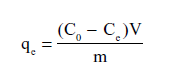 qₑ = (C₀ – Cₑ)V / m